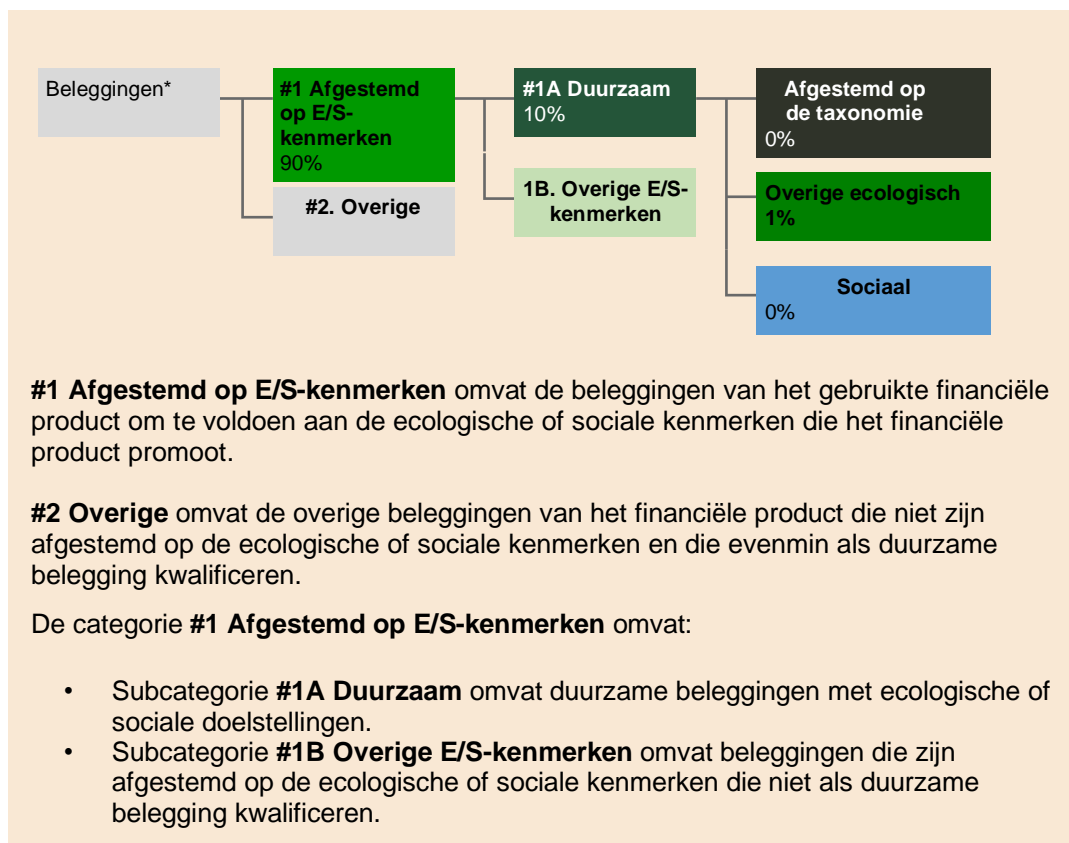 Beleggingen*
#1 Afgestemd
op E/S-
kenmerken
90%
#2. Overige
#1A Duurzaam
10%
1B. Overige E/S-
kenmerken
Afgestemd op
de taxonomie
0%
Overige ecologisch
1%
Sociaal
0%
#1 Afgestemd op E/S-kenmerken omvat de beleggingen van het gebruikte financiële
product om te voldoen aan de ecologische of sociale kenmerken die het financiële
product promoot.
#2 Overige omvat de overige beleggingen van het financiële product die niet zijn
afgestemd op de ecologische of sociale kenmerken en die evenmin als duurzame
belegging kwalificeren.
De categorie #1 Afgestemd op E/S-kenmerken omvat:
• Subcategorie #1A Duurzaam omvat duurzame beleggingen met ecologische of
sociale doelstellingen.
• Subcategorie #1B Overige E/S-kenmerken omvat beleggingen die zijn
afgestemd op de ecologische of sociale kenmerken die niet als duurzame
belegging kwalificeren.